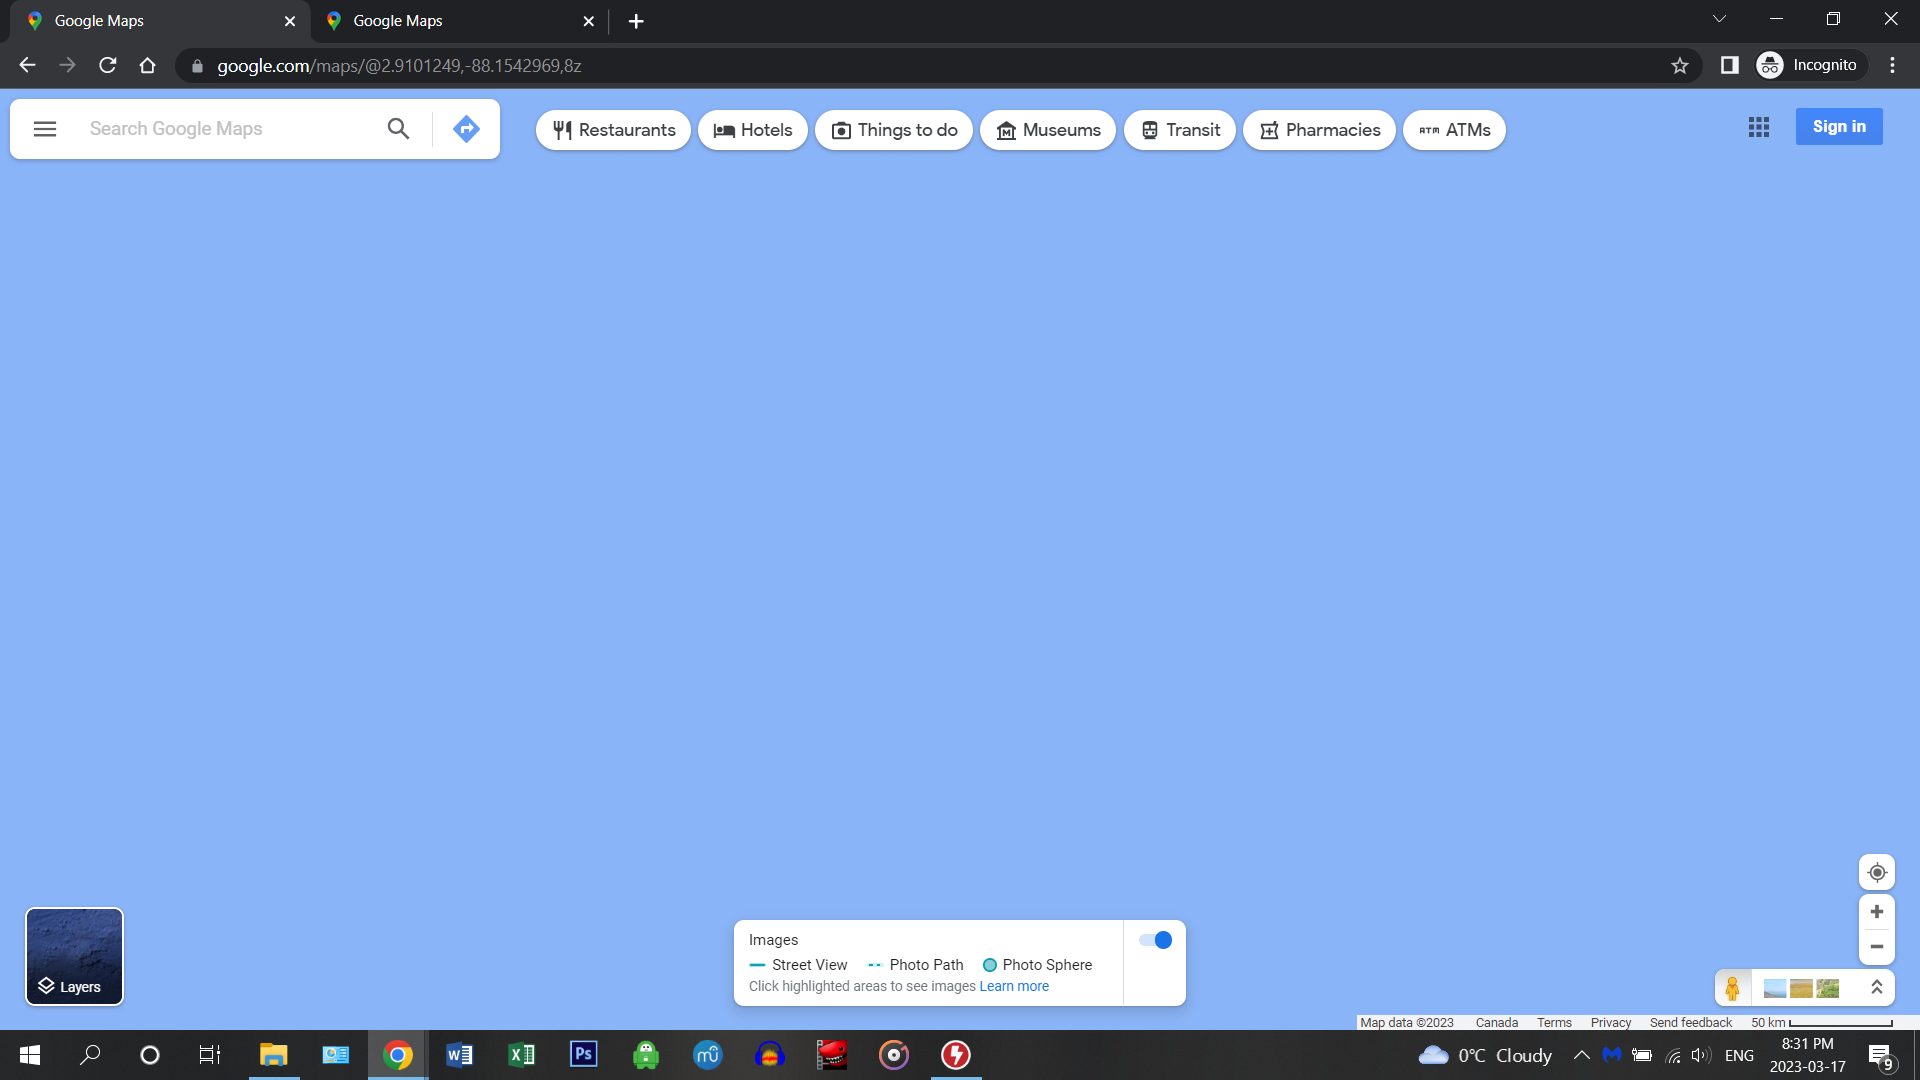 Google Maps
Google Maps
google.com/maps/@2.9101249,-88.1542969,8z
Incognito
Search Google Maps
Restaurants
Hotels
Things to do
Museums
Transit
Pharmacies
ATM ATMs
Sign in
Images
Street View Photo Path Photo Sphere
Click highlighted areas to see images Learn more
Layers
Map data ©2023 Canada Terms Privacy Send feedback 50 km
W
X
Ps
mu
0°C Cloudy
ENG
8:31 PM
2023-03-17
9